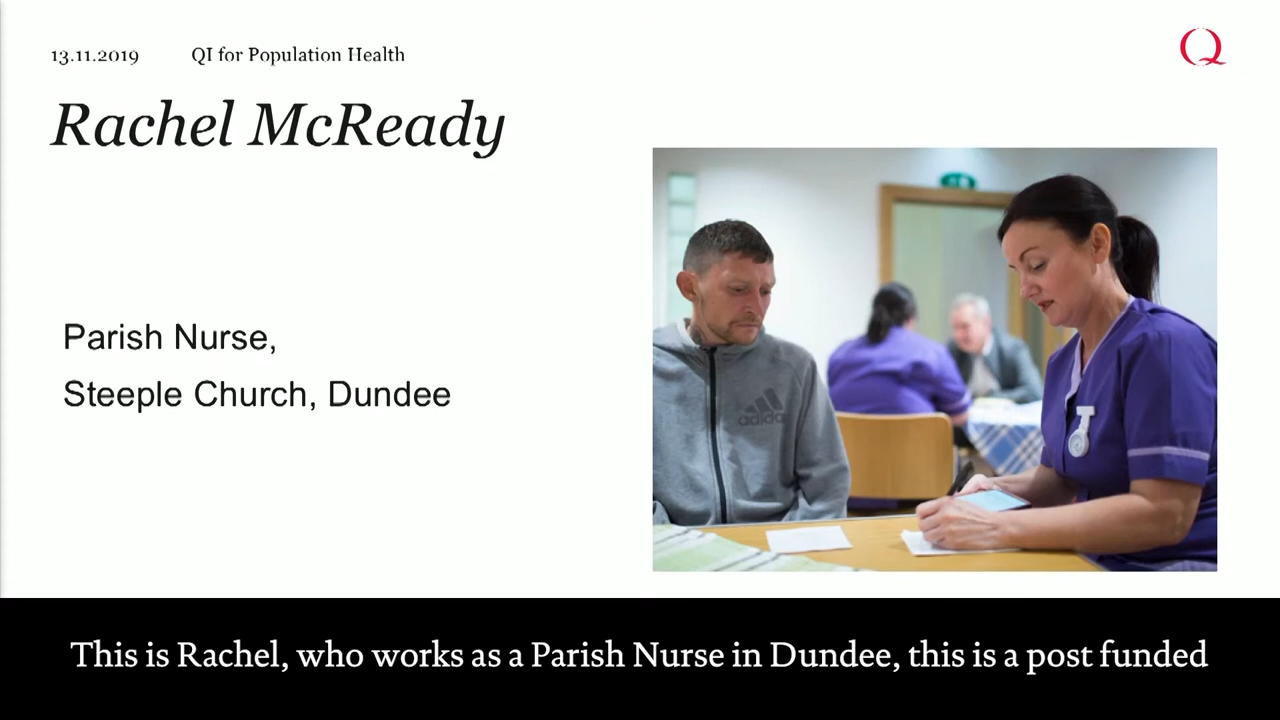 13.11.2019 QI for Population Health
Q
Rachel McReady
Parish Nurse,
Steeple Church, Dundee
adidas
This is Rachel, who works as a Parish Nurse in Dundee, this is a post funded